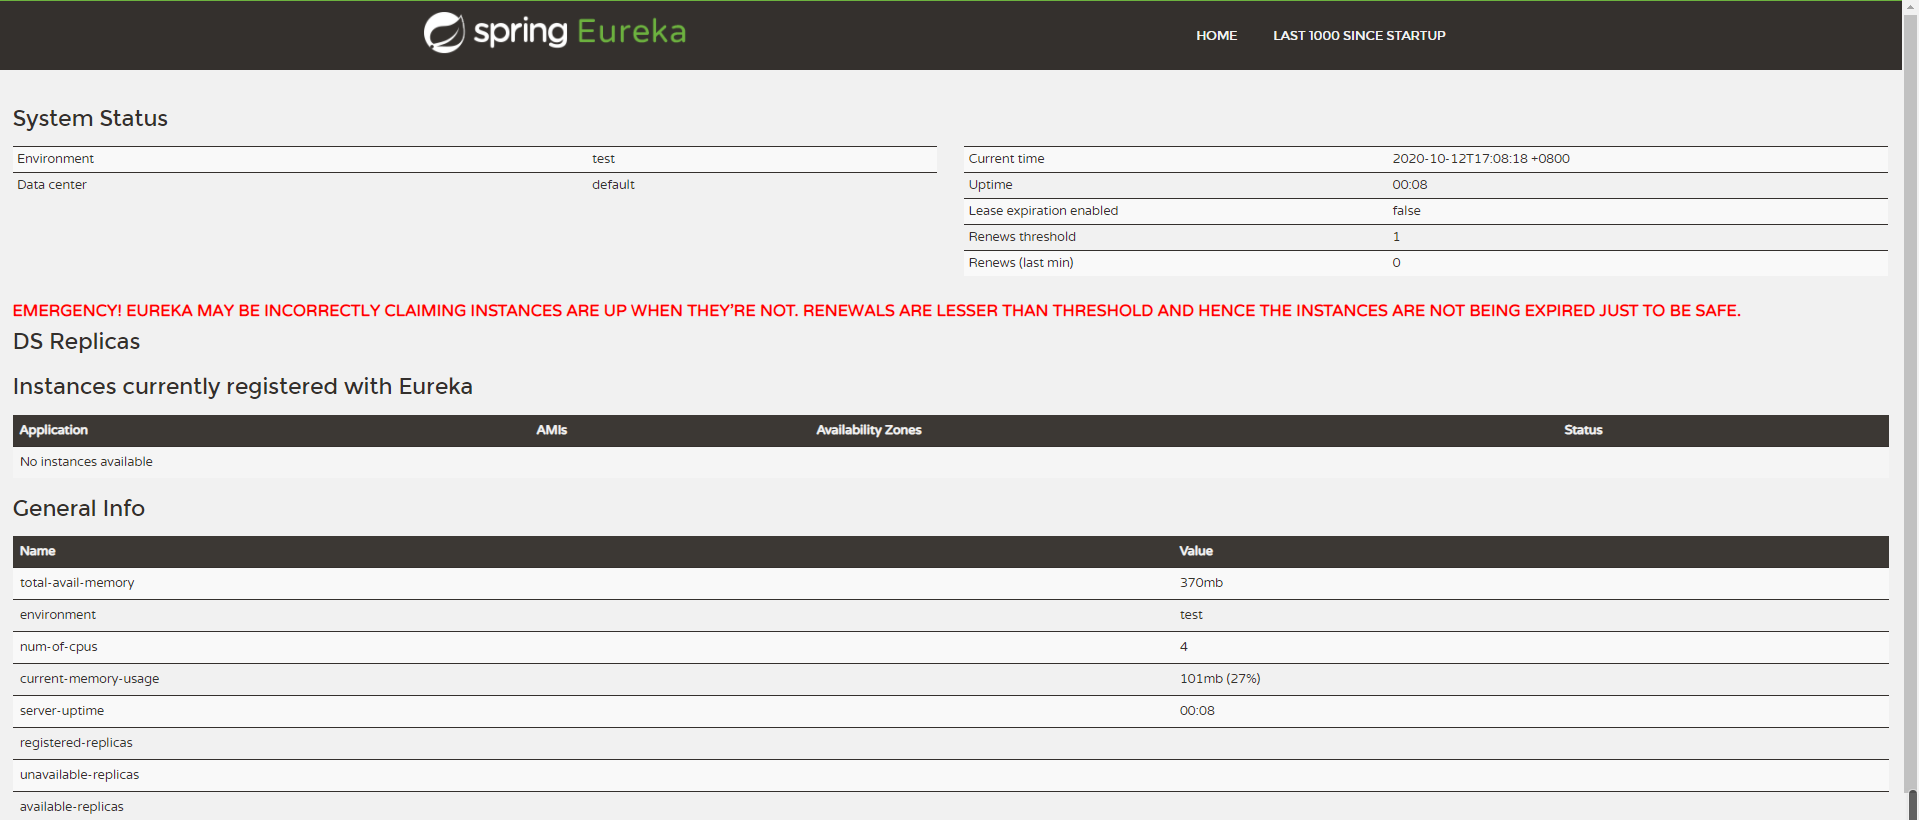 spring Eureka
HOME LAST 1000 SINCE STARTUP
System Status
Environment test
Data center default
Current time 2020-10-12T17:08:18 +0800
Uptime 00:08
Lease expiration enabled false
Renews threshold 1
Renews (last min) 0
EMERGENCY! EUREKA MAY BE INCORRECTLY CLAIMING INSTANCES ARE UP WHEN THEY'RE NOT. RENEWALS ARE LESSER THAN THRESHOLD AND HENCE THE INSTANCES ARE NOT BEING EXPIRED JUST TO BE SAFE.
DS Replicas
Instances currently registered with Eureka
Application AMIs Availability Zones Status
No instances available
General Info
Name Value
total-avail-memory 370mb
environment test
num-of-cpus 4
current-memory-usage 101mb (27%)
server-uptime 00:08
registered-replicas
unavailable-replicas
available-replicas